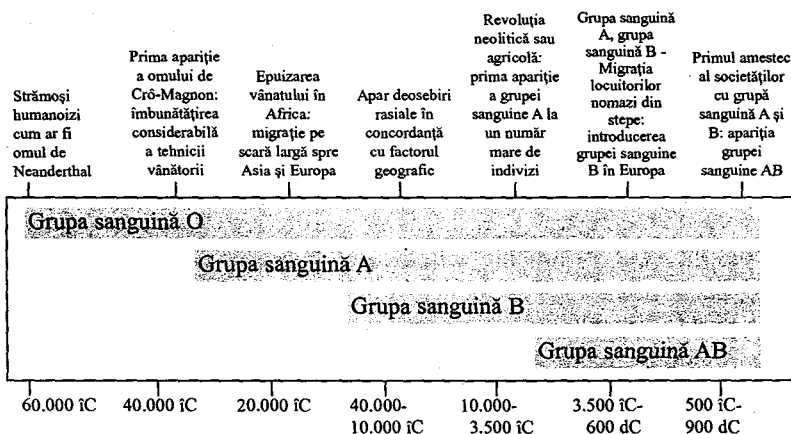 Strămoși
humanoizi
cum ar fi
omul de
Neanderthal
Prima apariție
a omului de
Crô-Magnon:
îmbunătățirea
considerabilă
a tehnicii
vânătorii
Epuizarea
vânatului în
Africa:
migrație pe
scară largă spre
Asia și Europa
Apar deosebiri
rasiale în
concordanță
cu factorul
geografic
Revoluția
neolitică sau
agricolă:
prima apariție
a grupei
sanguine A la
un număr
mare de
indivizi
Grupa sanguină
A, grupa
sanguină B -
Migrația
locuitorilor
nomazi din
stepe:
introducerea
grupei sanguine
B în Europa
Primul amestec
al societăților
cu grupă
sanguină A și
B: apariția
grupei
sanguine AB
Grupa sanguină O
Grupa sanguină A
Grupa sanguină B
Grupa sanguină AB
60.000 îC
40.000 îC
20.000 îC
40.000-
10.000 îC
10.000-
3.500 îC
3.500 îC-
600 dC
500 îC-
900 dC